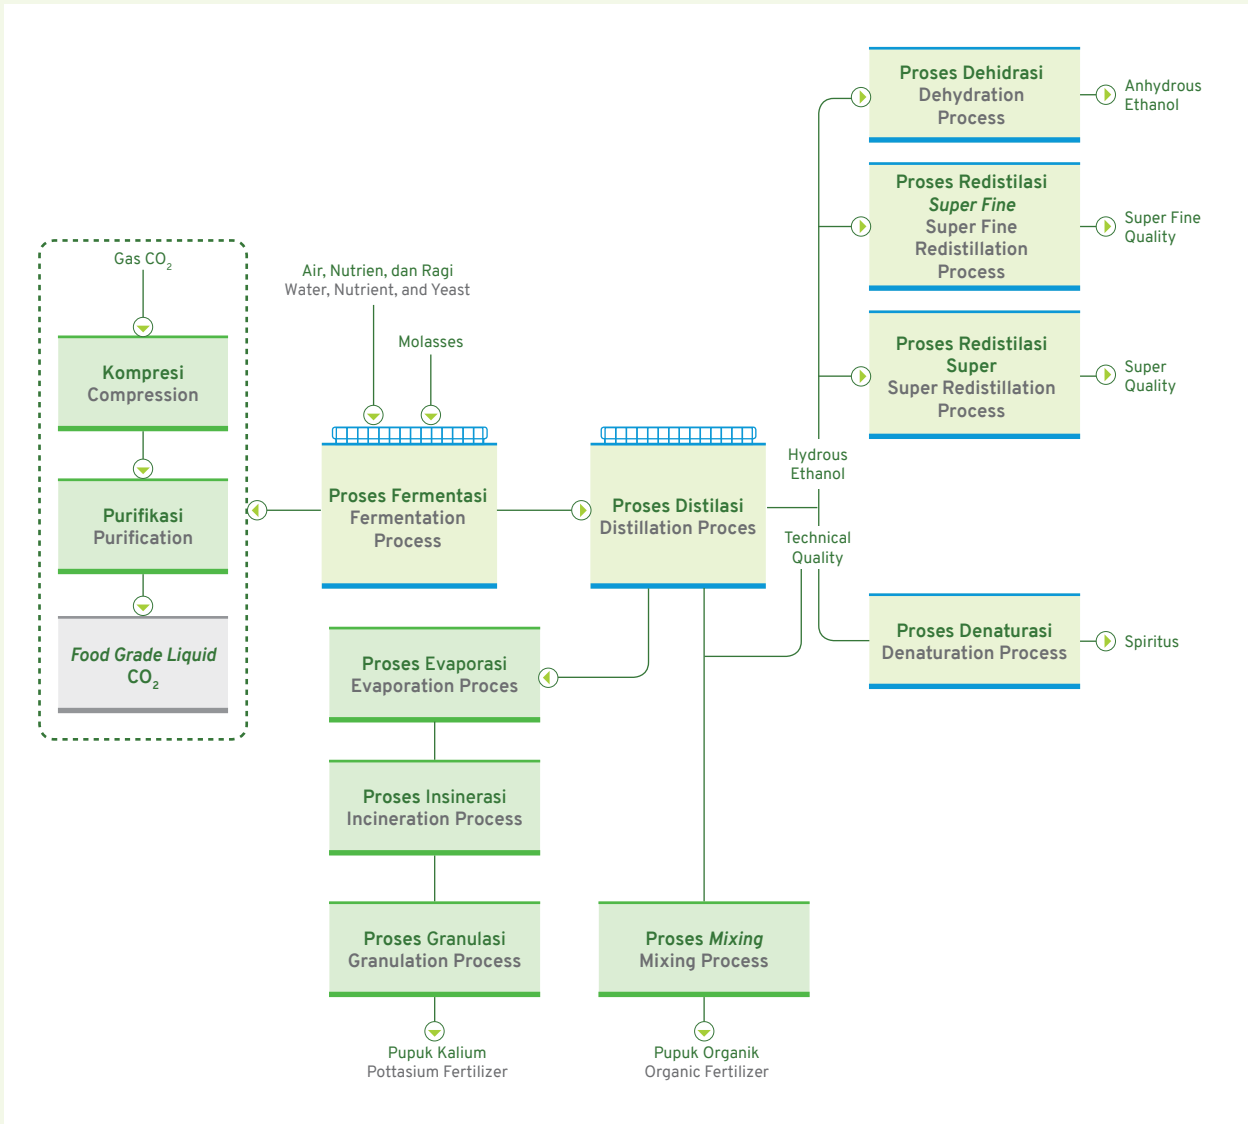 Gas CO2
Kompresi
Compression
Purifikasi
Purification
Food Grade Liquid
CO2
Air, Nutrien, dan Ragi
Water, Nutrient, and Yeast
Molasses
Proses Fermentasi
Fermentation
Process
Proses Distilasi
Distillation Proces
Hydrous
Ethanol
Technical
Quality
Proses Dehidrasi
Dehydration
Process
Anhydrous
Ethanol
Proses Redistilasi
Super Fine
Super Fine
Redistillation
Process
Super Fine
Quality
Proses Redistilasi
Super
Super Redistillation
Process
Super
Quality
Proses Denaturasi
Denaturation Process
Spiritus
Proses Evaporasi
Evaporation Proces
Proses Insinerasi
Incineration Process
Proses Granulasi
Granulation Process
Pupuk Kalium
Pottasium Fertilizer
Proses Mixing
Mixing Process
Pupuk Organik
Organic Fertilizer